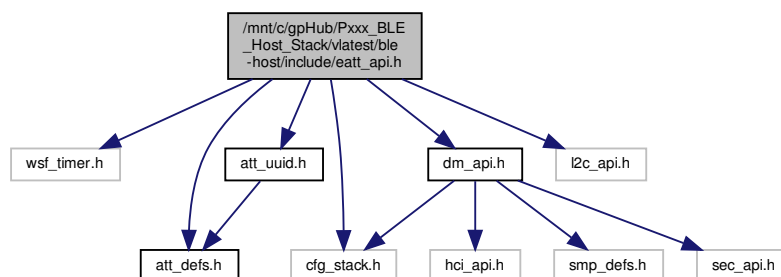 /mnt/c/gpHub/Pxxx_BLE
_Host_Stack/vlatest/ble
-host/include/eatt_api.h
wsf_timer.h
att_uuid.h
dm_api.h
l2c_api.h
att_defs.h
cfg_stack.h
hci_api.h
smp_defs.h
sec_api.h